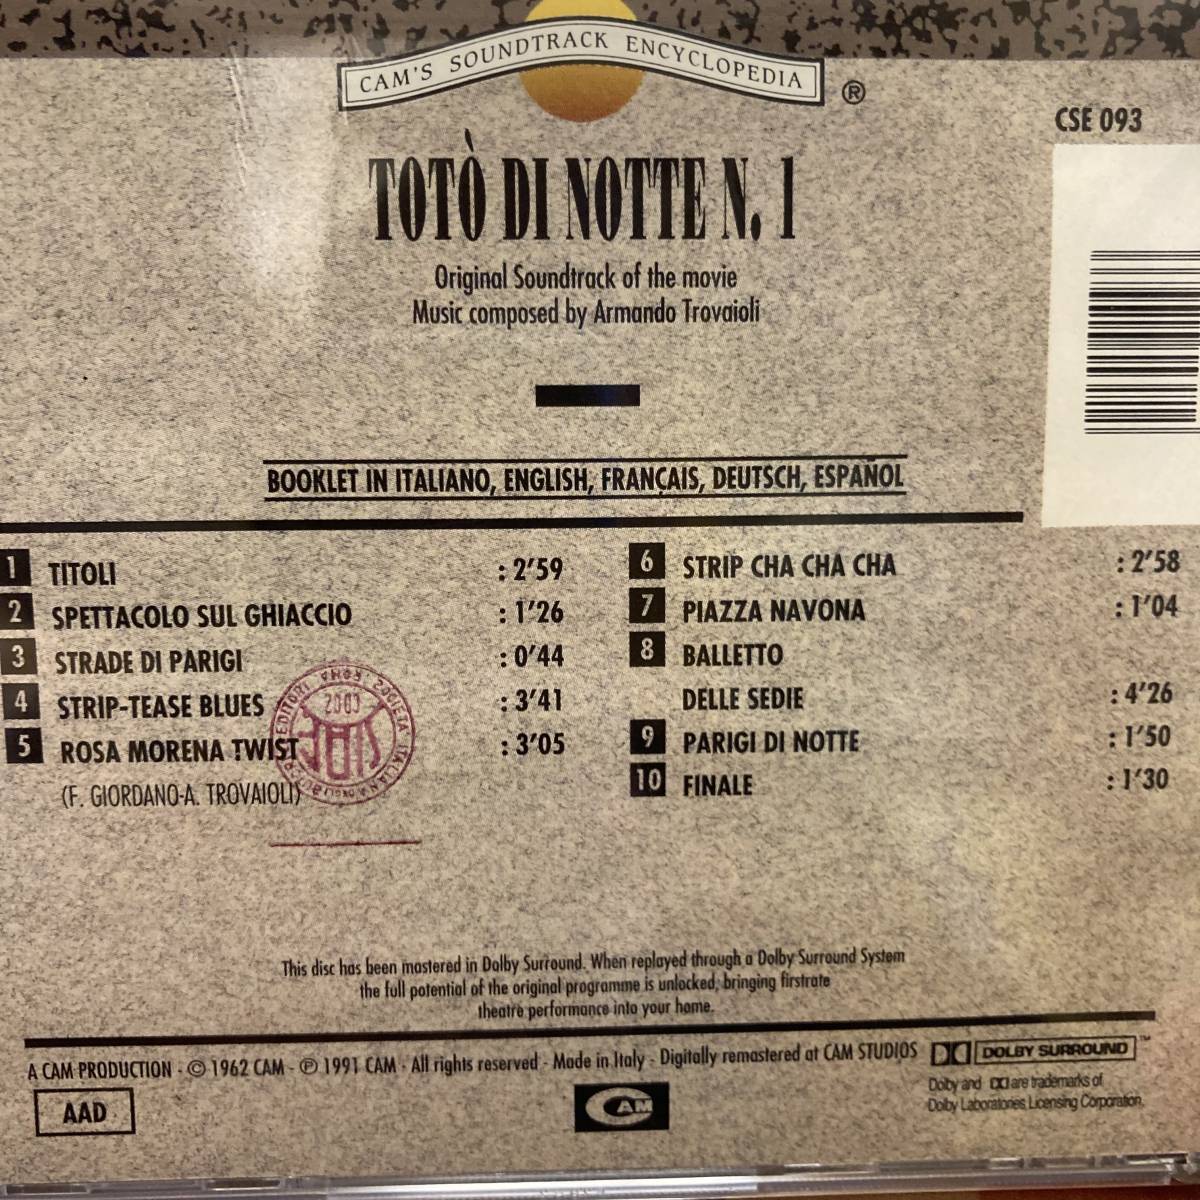 CAM'S SOUNDTRACK ENCYCLOPEDIA
®
CSE 093
TOTÒ DI NOTTE N. 1
Original Soundtrack of the movie
Music composed by Armando Trovaioli
BOOKLET IN ITALIANO, ENGLISH, FRANÇAIS, DEUTSCH, ESPAÑOL
1 TITOLI : 2'59
2 SPETTACOLO SUL GHIACCIO : 1'26
3 STRADE DI PARIGI : 0'44
4 STRIP-TEASE BLUES : 3'41
5 ROSA MORENA TWIST : 3'05
(F. GIORDANO-A. TROVAIOLI)
SOCIETA ITALIANA
EDITORI
ROMA
2003
SIAE
6 STRIP CHA CHA CHA : 2'58
7 PIAZZA NAVONA : 1'04
8 BALLETTO
DELLE SEDIE : 4'26
9 PARIGI DI NOTTE : 1'50
10 FINALE : 1'30
This disc has been mastered in Dolby Surround. When replayed through a Dolby Surround System
the full potential of the original programme is unlocked, bringing firstrate
theatre performance into your home.
A CAM PRODUCTION - © 1962 CAM - ℗ 1991 CAM - All rights reserved - Made in Italy - Digitally remastered at CAM STUDIOS
DOLBY SURROUND ™
Dolby and are trademarks of
Dolby Laboratories Licensing Corporation.
AAD
CAM